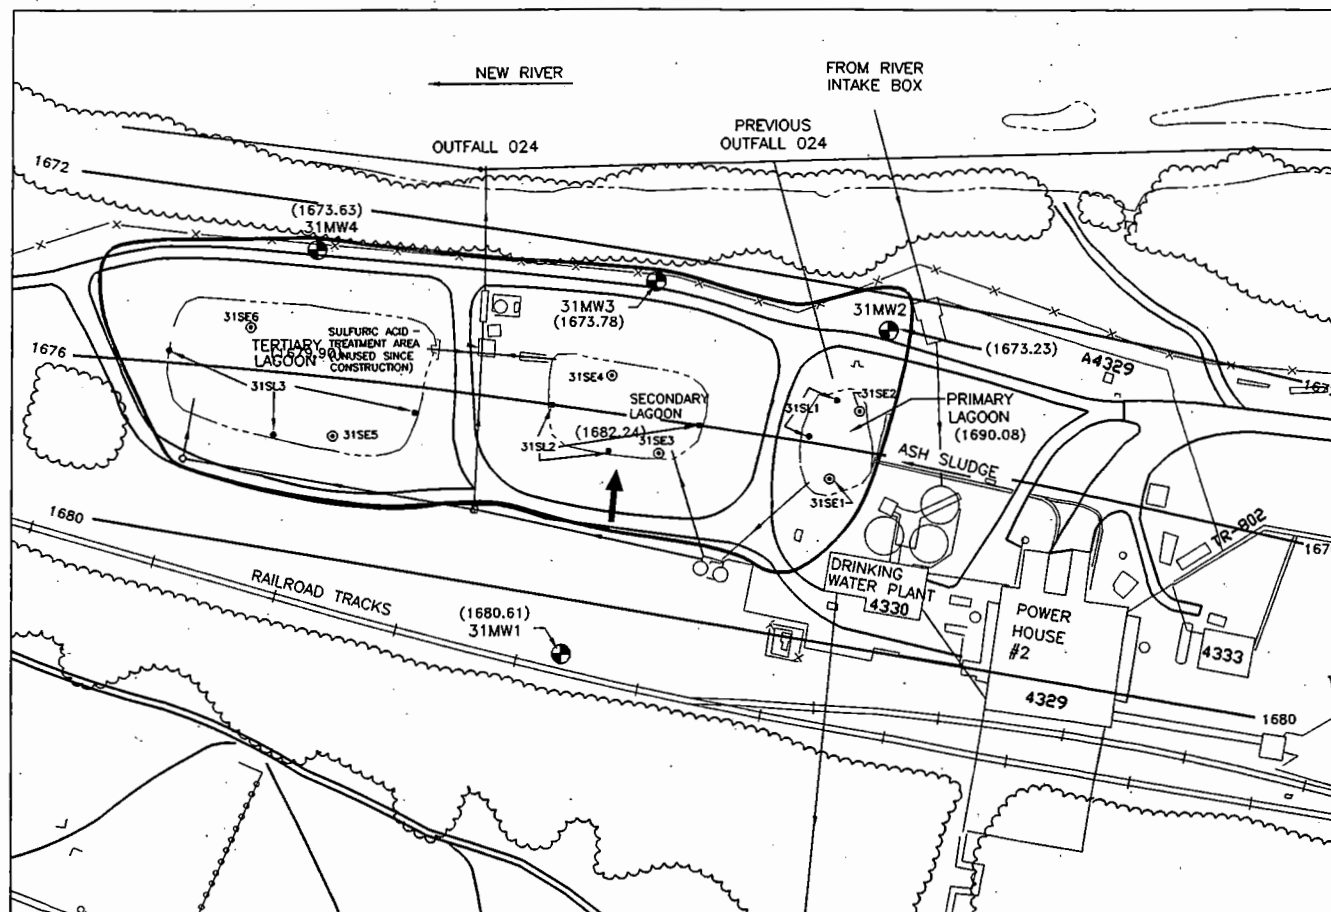 NEW RIVER
FROM RIVER
INTAKE BOX
PREVIOUS
OUTFALL 024
OUTFALL 024
1672
(1673.63)
31MW4
31MW3
(1673.78)
31MW2
(1673.23)
A4329
31SE6
SULFURIC ACID
TREATMENT AREA
(UNUSED SINCE
CONSTRUCTION)
TERTIARY
LAGOON
(1679.90)
1676
31SL3
31SE5
31SE4
SECONDARY
LAGOON
(1682.24)
31SL2
31SE3
31SL1
31SE2
PRIMARY
LAGOON
(1690.08)
ASH SLUDGE
31SE1
1680
TR-802
RAILROAD TRACKS
(1680.61)
31MW1
DRINKING
WATER PLANT
4330
POWER
HOUSE
#2
4329
4333
1680